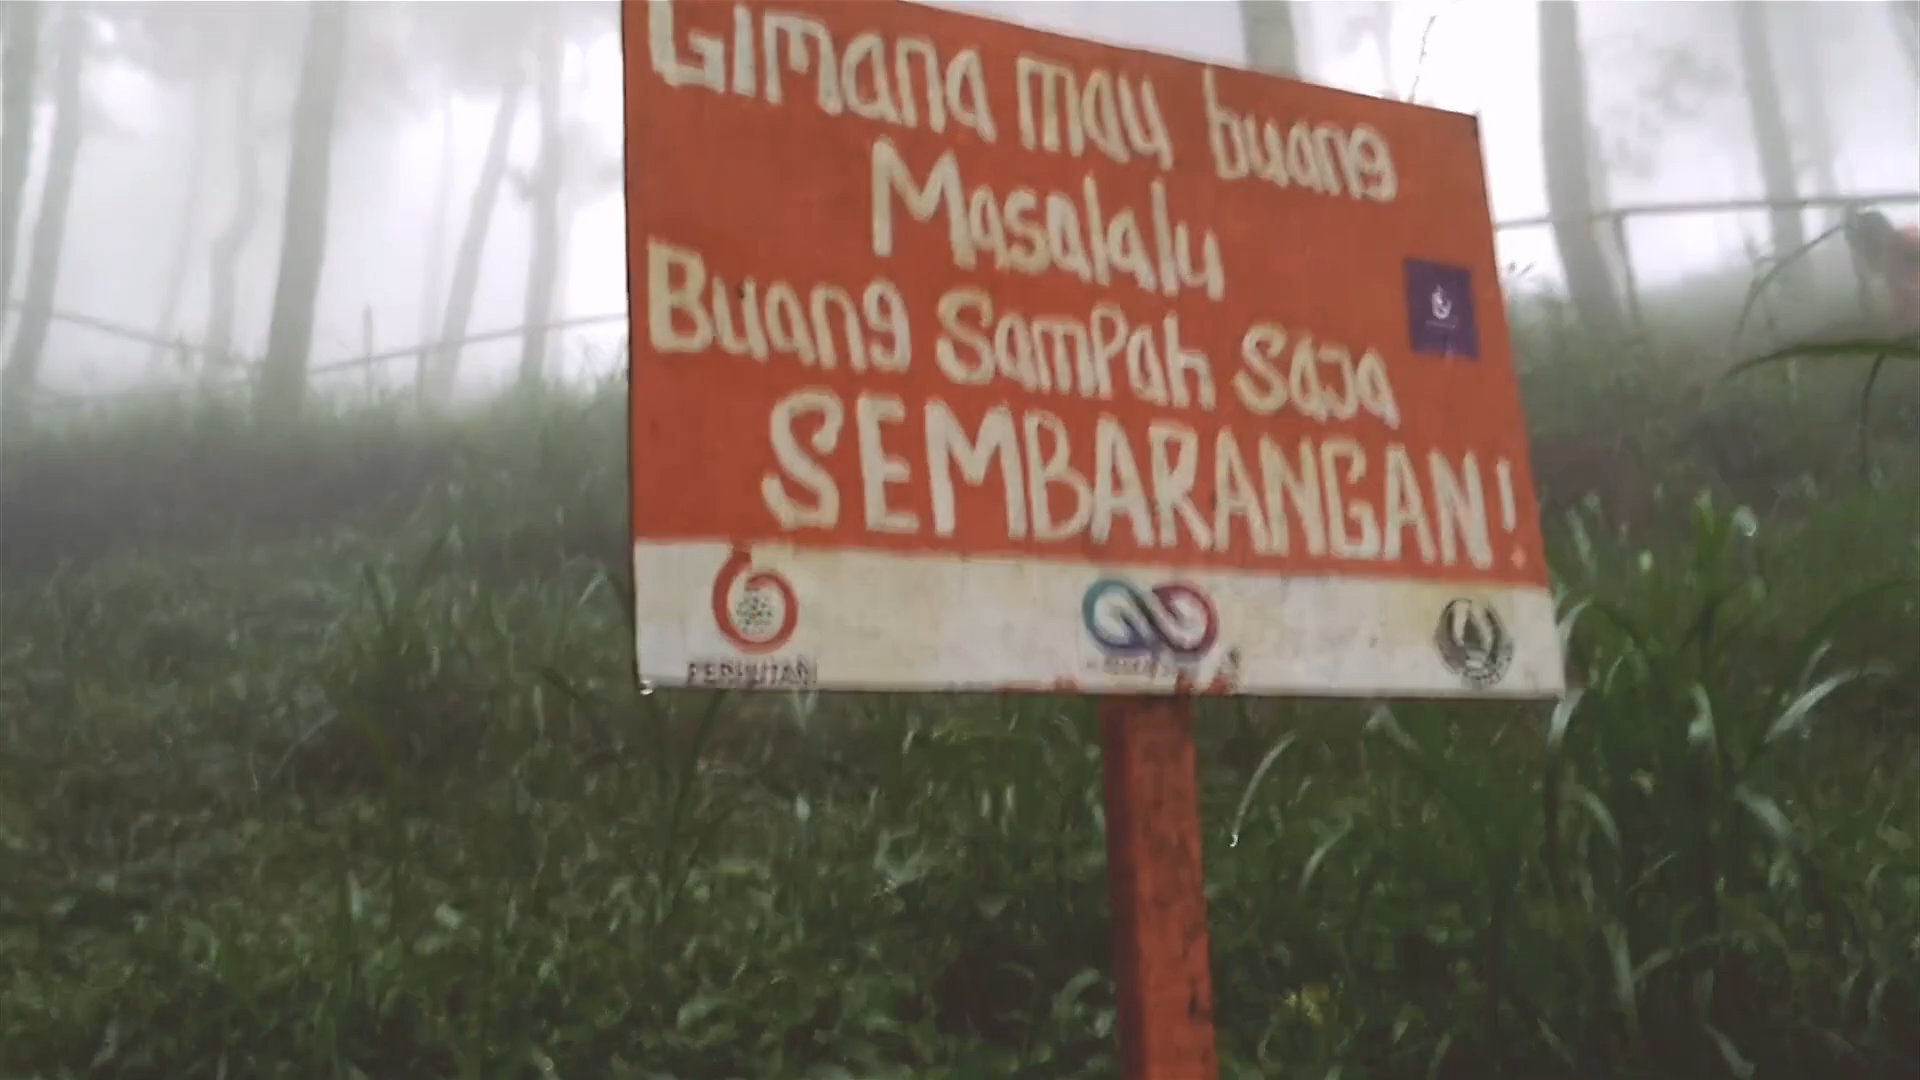 Gimana mau buang
Masalalu
Buang Sampah Saja
SEMBARANGAN!
PERHUTANI